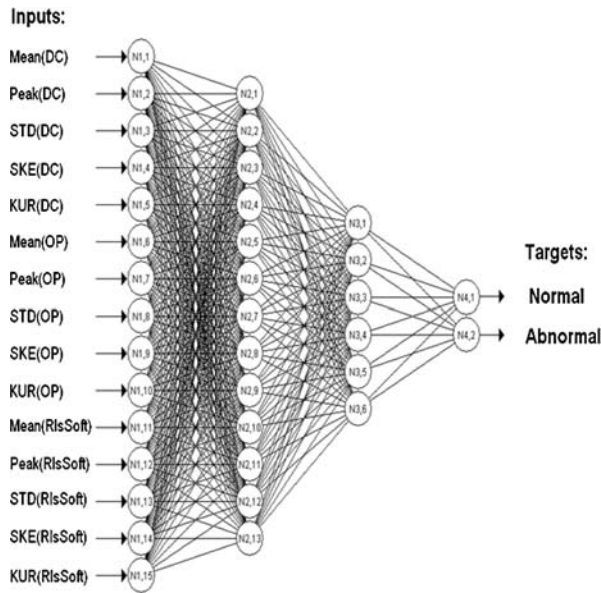 Inputs:
Mean(DC) N1,1
Peak(DC) N1,2 N2,1
STD(DC) N1,3 N2,2
SKE(DC) N1,4 N2,3
KUR(DC) N1,5 N2,4
Mean(OP) N1,6 N2,5 N3,1
Peak(OP) N1,7 N2,6 N3,2
STD(OP) N1,8 N2,7 N3,3 N4,1
SKE(OP) N1,9 N2,8 N3,4 N4,2
KUR(OP) N1,10 N2,9 N3,5
Mean(RIsSoft) N1,11 N2,10 N3,6
Peak(RIsSoft) N1,12 N2,11
STD(RIsSoft) N1,13 N2,12
SKE(RIsSoft) N1,14 N2,13
KUR(RIsSoft) N1,15
Targets:
Normal
Abnormal